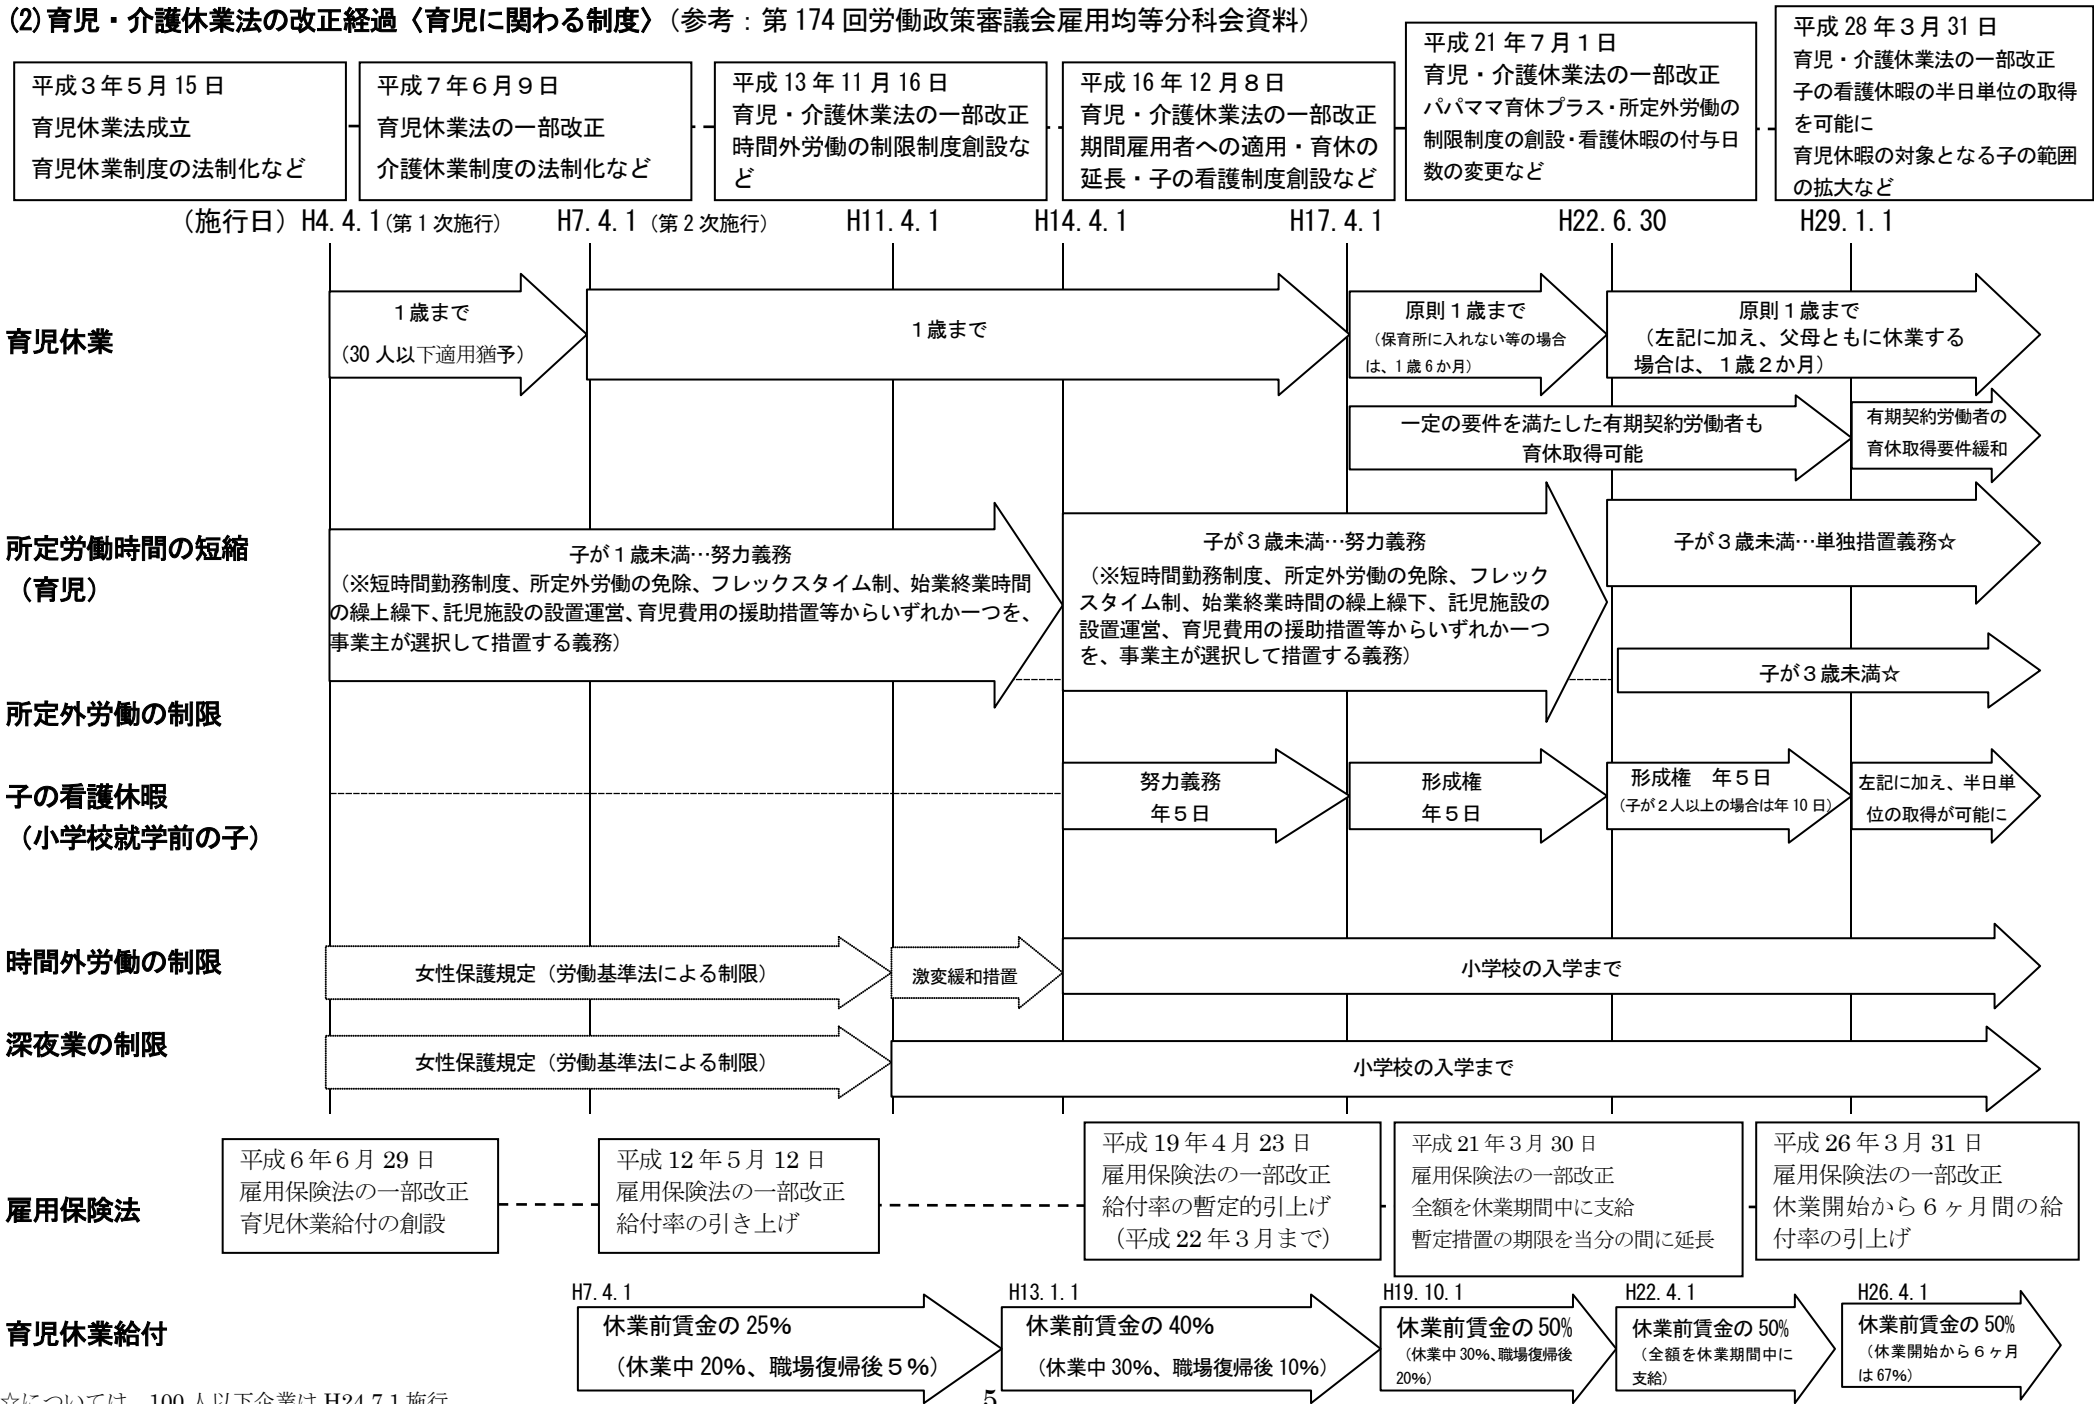 (2)育児・介護休業法の改正経過〈育児に関わる制度〉(参考：第174回労働政策審議会雇用均等分科会資料)
平成３年５月15日
育児休業法成立
育児休業制度の法制化など
平成７年６月９日
育児休業法の一部改正
介護休業制度の法制化など
平成13年11月16日
育児・介護休業法の一部改正
時間外労働の制限制度創設な
ど
平成16年12月８日
育児・介護休業法の一部改正
期間雇用者への適用・育休の
延長・子の看護制度創設など
平成21年７月１日
育児・介護休業法の一部改正
パパママ育休プラス・所定外労働の
制限制度の創設・看護休暇の付与日
数の変更など
平成28年３月31日
育児・介護休業法の一部改正
子の看護休暇の半日単位の取得
を可能に
育児休暇の対象となる子の範囲
の拡大など
（施行日）H4.4.1(第１次施行) H7.4.1（第２次施行） H11.4.1 H14.4.1 H17.4.1 H22.6.30 H29.1.1
育児休業
１歳まで
（30人以下適用猶予）
１歳まで
原則１歳まで
（保育所に入れない等の場合
は、１歳６か月）
原則１歳まで
（左記に加え、父母ともに休業する
場合は、１歳２か月）
一定の要件を満たした有期契約労働者も
育休取得可能
有期契約労働者の
育休取得要件緩和
所定労働時間の短縮
（育児）
子が１歳未満…努力義務
（※短時間勤務制度、所定外労働の免除、フレックスタイム制、始業終業時間
の繰上繰下、託児施設の設置運営、育児費用の援助措置等からいずれか一つを、
事業主が選択して措置する義務）
子が３歳未満…努力義務
（※短時間勤務制度、所定外労働の免除、フレック
スタイム制、始業終業時間の繰上繰下、託児施設の
設置運営、育児費用の援助措置等からいずれか一つ
を、事業主が選択して措置する義務）
子が３歳未満…単独措置義務☆
所定外労働の制限
子が３歳未満☆
子の看護休暇
（小学校就学前の子）
努力義務
年５日
形成権
年５日
形成権　年５日
（子が２人以上の場合は年10日）
左記に加え、半日単
位の取得が可能に
時間外労働の制限
女性保護規定（労働基準法による制限）
激変緩和措置
小学校の入学まで
深夜業の制限
女性保護規定（労働基準法による制限）
小学校の入学まで
雇用保険法
平成６年６月29日
雇用保険法の一部改正
育児休業給付の創設
平成12年５月12日
雇用保険法の一部改正
給付率の引き上げ
平成19年４月23日
雇用保険法の一部改正
給付率の暫定的引上げ
（平成22年３月まで）
平成21年３月30日
雇用保険法の一部改正
全額を休業期間中に支給
暫定措置の期限を当分の間に延長
平成26年３月31日
雇用保険法の一部改正
休業開始から６ヶ月間の給
付率の引上げ
育児休業給付
H7.4.1
休業前賃金の25%
（休業中20%、職場復帰後５%）
H13.1.1
休業前賃金の40%
（休業中30%、職場復帰後10%）
H19.10.1
休業前賃金の50%
（休業中30%、職場復帰後
20%）
H22.4.1
休業前賃金の50%
（全額を休業期間中に
支給）
H26.4.1
休業前賃金の50%
（休業開始から６ヶ月
は67%）
☆については、100人以下企業はH24.7.1施行
5